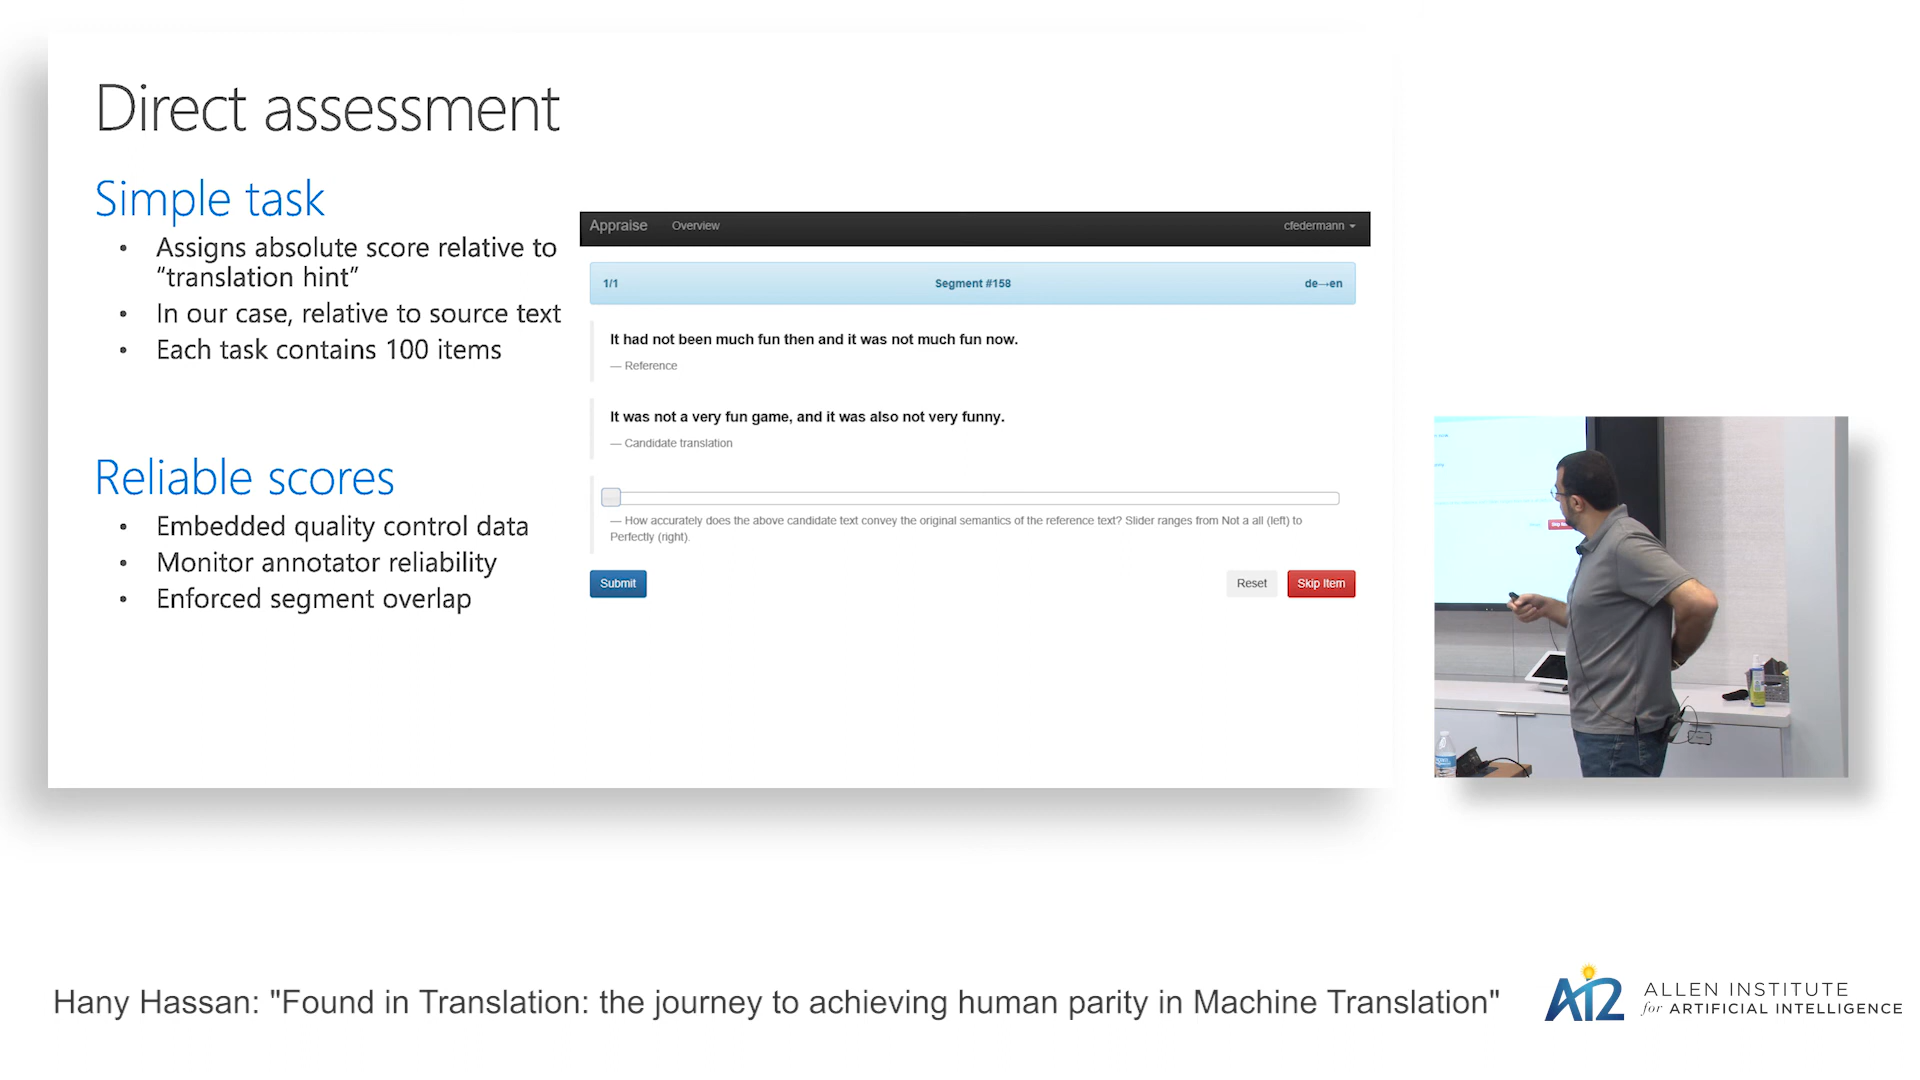 Direct assessment
Simple task
• Assigns absolute score relative to
“translation hint”
• In our case, relative to source text
• Each task contains 100 items
Reliable scores
• Embedded quality control data
• Monitor annotator reliability
• Enforced segment overlap
Appraise Overview cfedermann
1/1 Segment #158 de→en
It had not been much fun then and it was not much fun now.
— Reference
It was not a very fun game, and it was also not very funny.
— Candidate translation
— How accurately does the above candidate text convey the original semantics of the reference text? Slider ranges from Not a all (left) to
Perfectly (right).
Submit Reset Skip Item
Hany Hassan: "Found in Translation: the journey to achieving human parity in Machine Translation"
AI2 ALLEN INSTITUTE
for ARTIFICIAL INTELLIGENCE